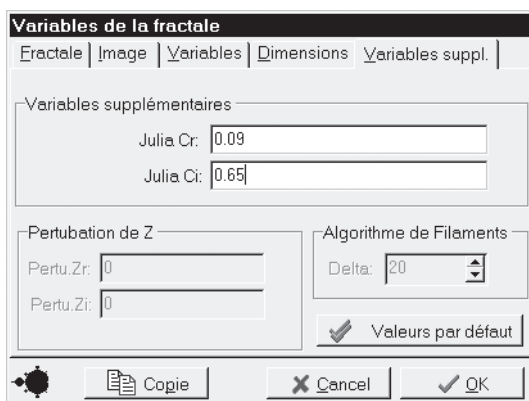 Variables de la fractale
Fractale Image Variables Dimensions Variables suppl.
Variables supplémentaires
Julia Cr: 0.09
Julia Ci: 0.65
Pertubation de Z
Pertu.Zr: 0
Pertu.Zi: 0
Algorithme de Filaments
Delta: 20
Valeurs par défaut
Copie Cancel OK